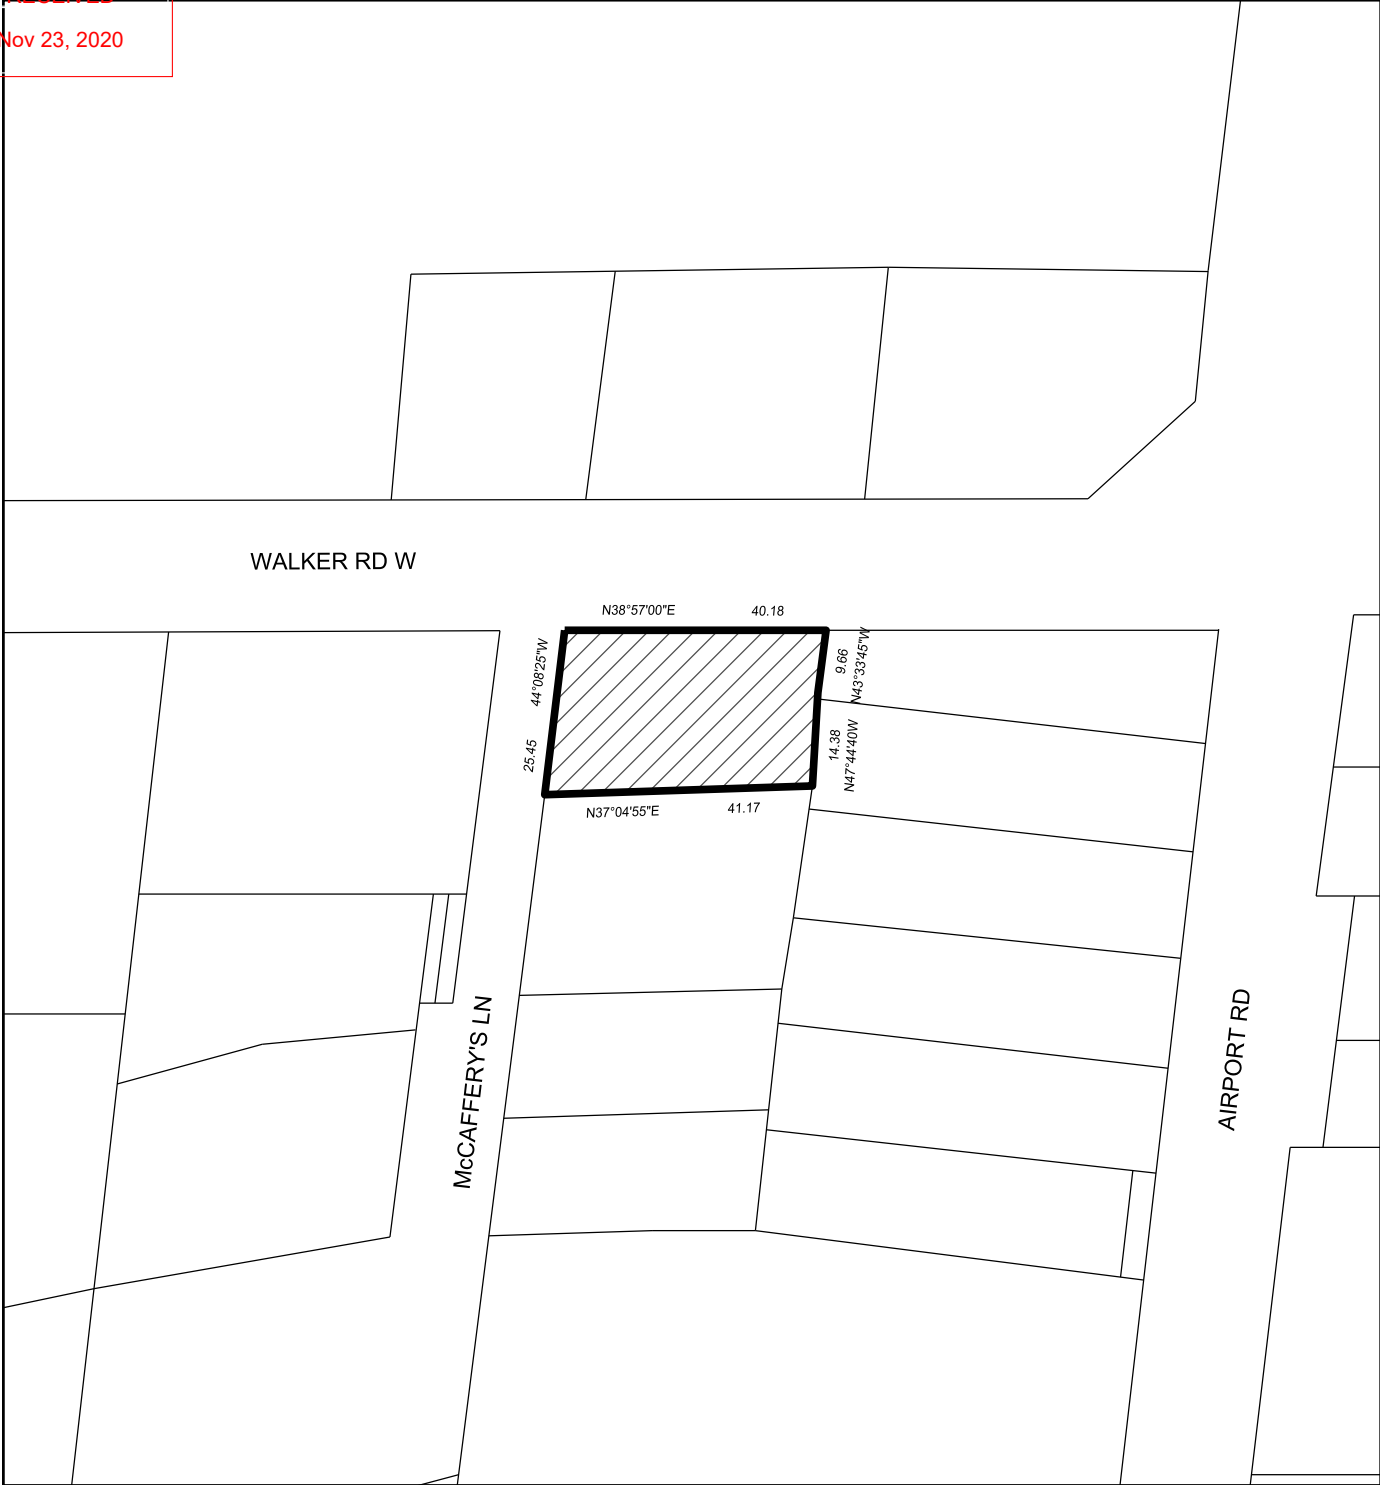 Nov 23, 2020
WALKER RD W
N38°57'00"E 40.18
44°08'25"W
25.45
9.66
N43°33'45"W
14.38
N47°44'40W
N37°04'55"E 41.17
McCAFFERY'S LN
AIRPORT RD